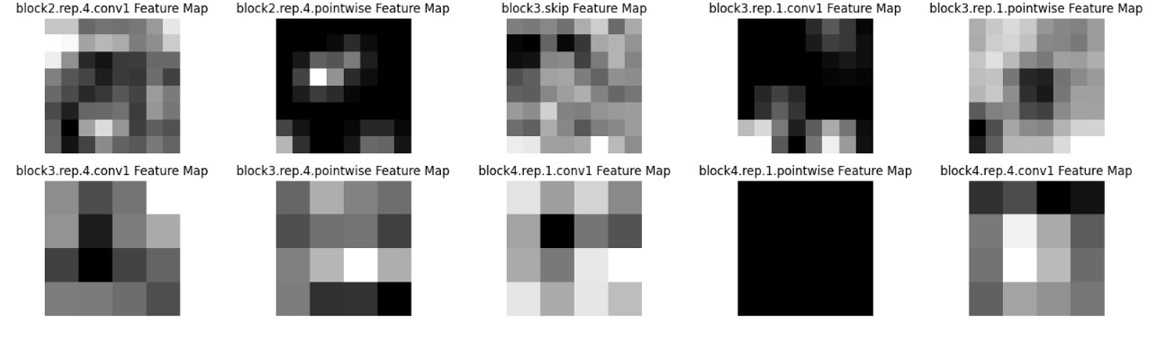 block2.rep.4.conv1 Feature Map
block2.rep.4.pointwise Feature Map
block3.skip Feature Map
block3.rep.1.conv1 Feature Map
block3.rep.1.pointwise Feature Map
block3.rep.4.conv1 Feature Map
block3.rep.4.pointwise Feature Map
block4.rep.1.conv1 Feature Map
block4.rep.1.pointwise Feature Map
block4.rep.4.conv1 Feature Map